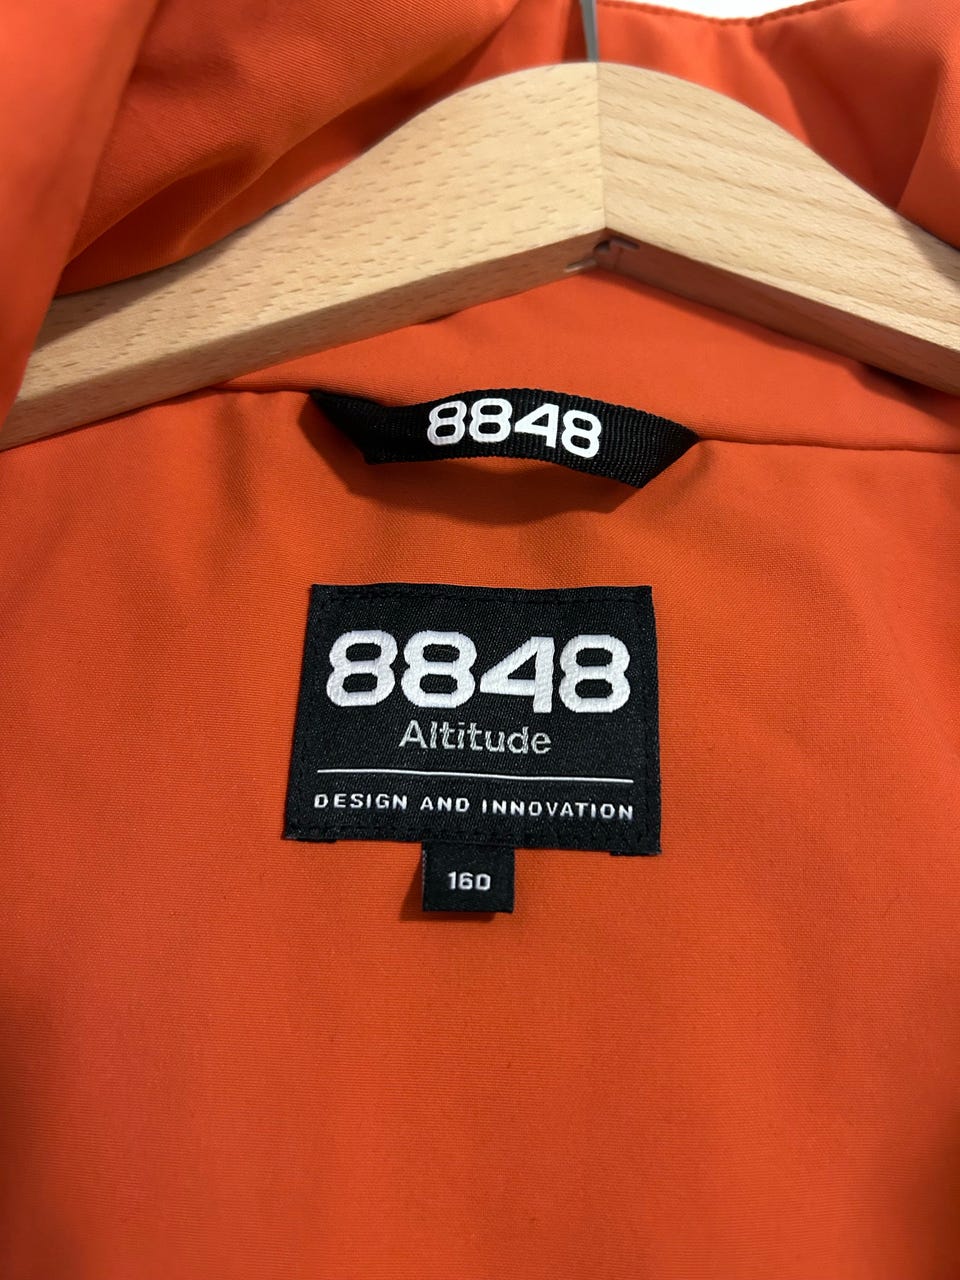 8848
8848
Altitude
DESIGN AND INNOVATION
160